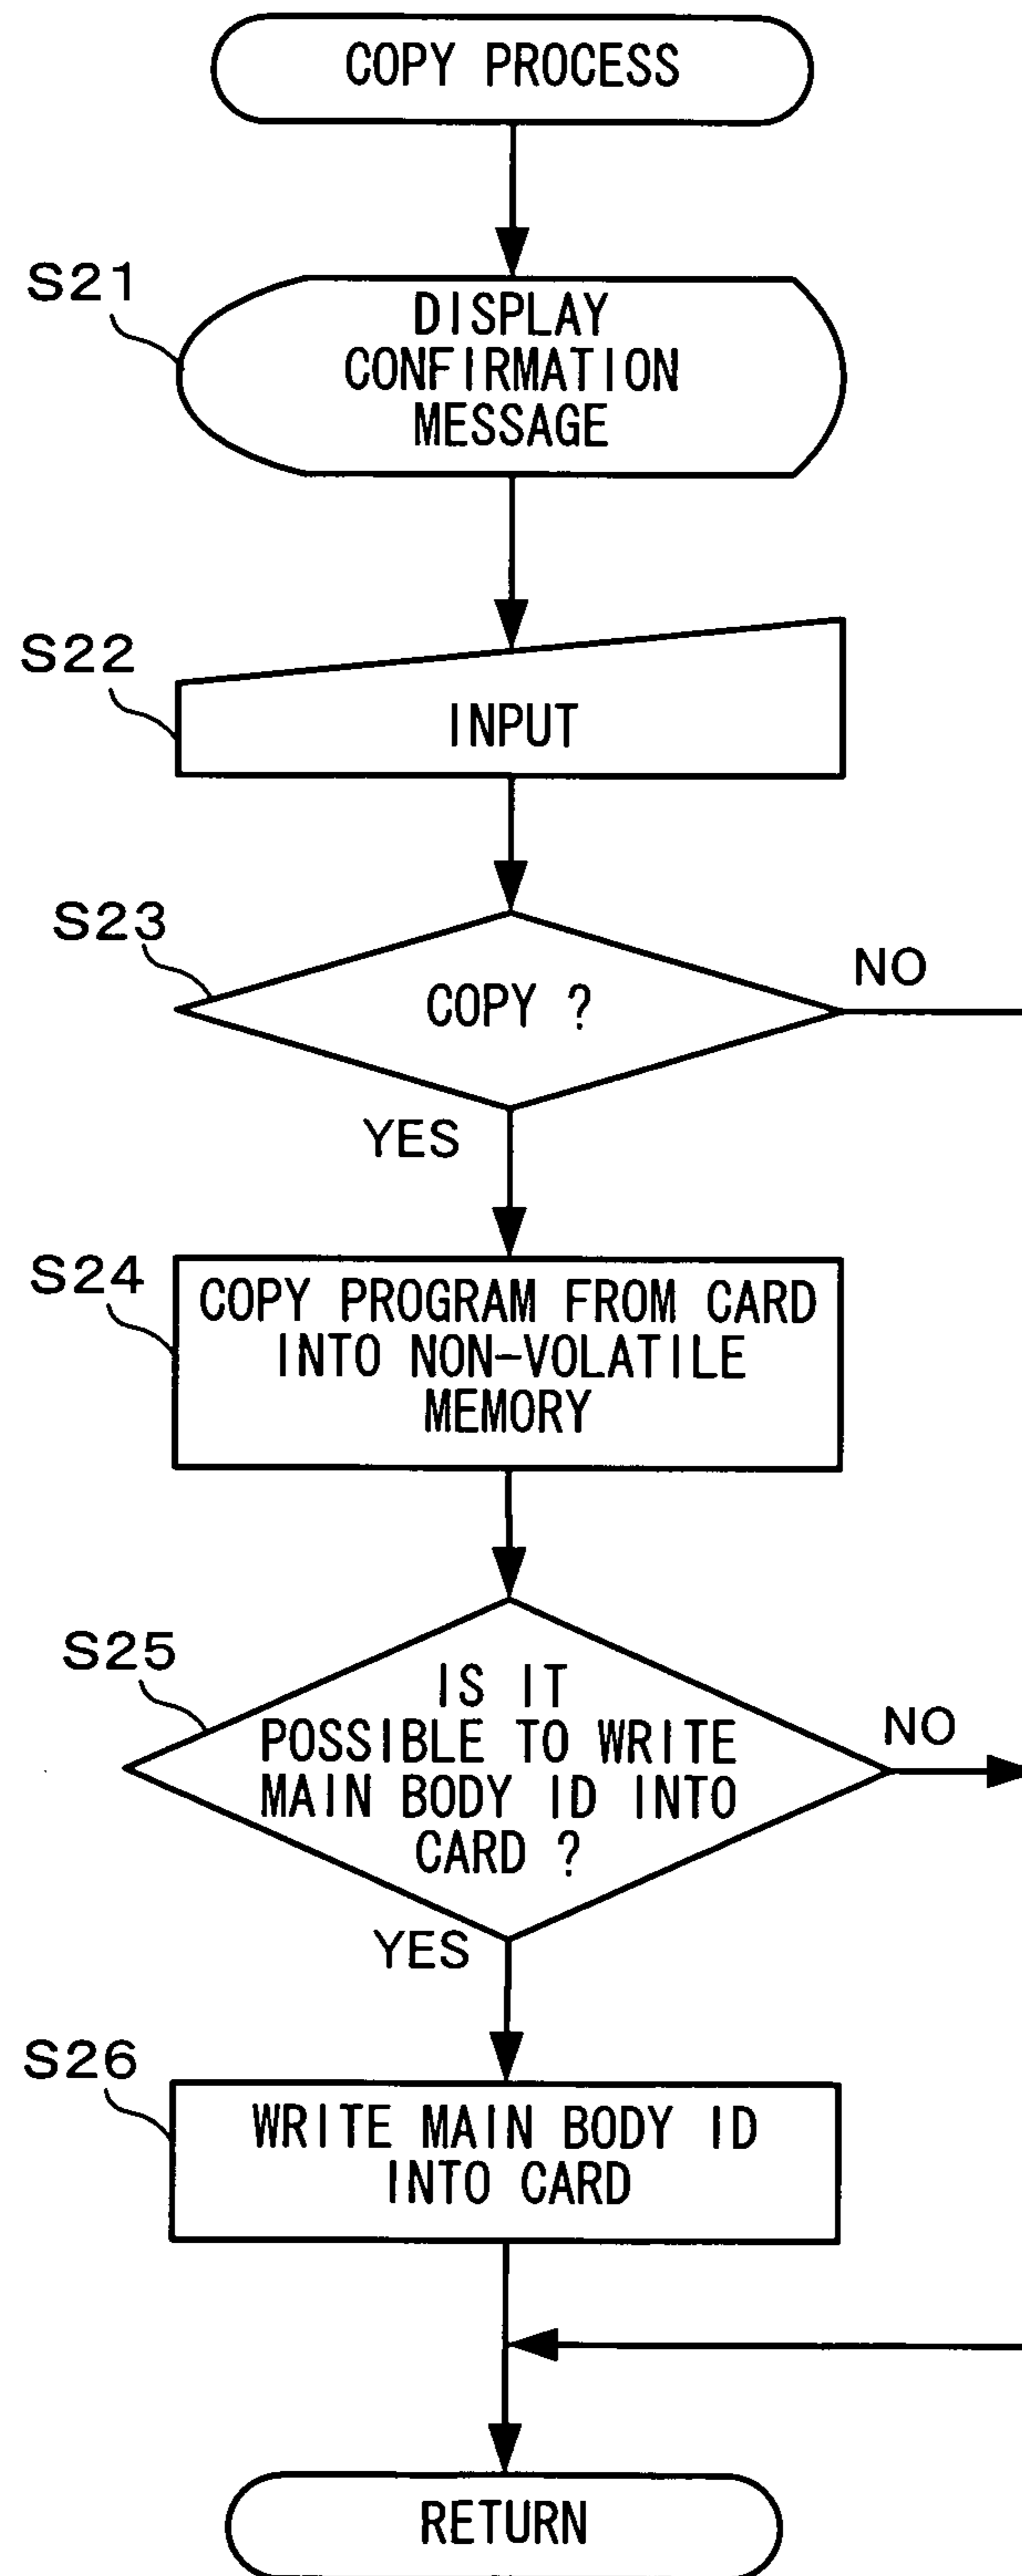 COPY PROCESS
S21
DISPLAY
CONFIRMATION
MESSAGE
S22
INPUT
S23
COPY ?
NO
YES
S24
COPY PROGRAM FROM CARD
INTO NON-VOLATILE
MEMORY
S25
IS IT
POSSIBLE TO WRITE
MAIN BODY ID INTO
CARD ?
NO
YES
S26
WRITE MAIN BODY ID
INTO CARD
RETURN